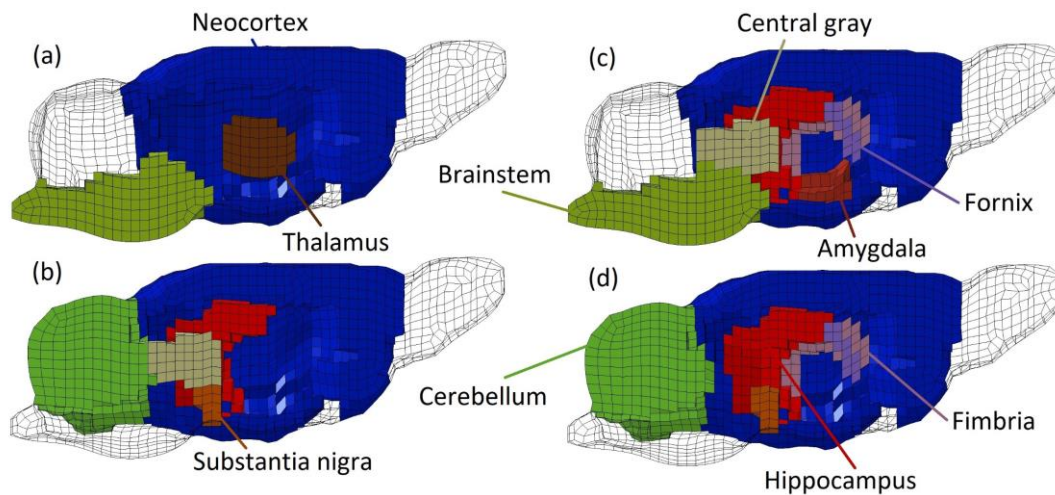 Neocortex
Central gray
(a)
(c)
Brainstem
Fornix
Thalamus
Amygdala
(b)
(d)
Cerebellum
Fimbria
Substantia nigra
Hippocampus